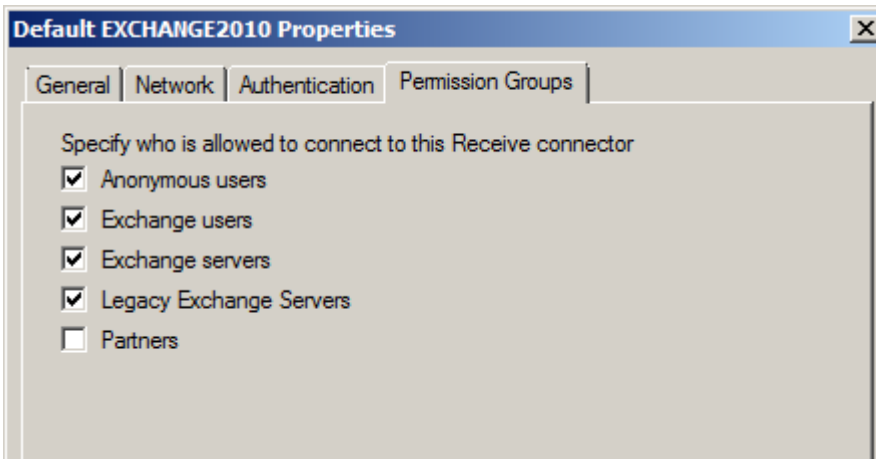 Default EXCHANGE2010 Properties
General Network Authentication Permission Groups
Specify who is allowed to connect to this Receive connector
Anonymous users
Exchange users
Exchange servers
Legacy Exchange Servers
Partners